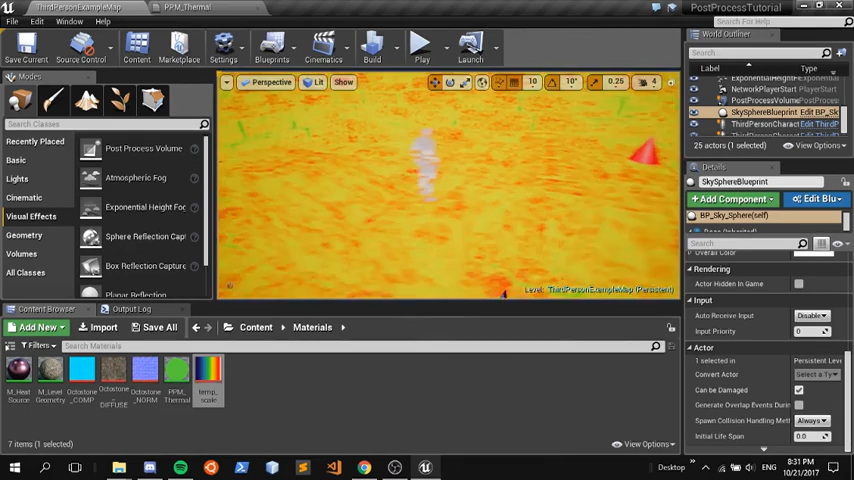 ThirdPersonExampleMap
PPM_Thermal
PostProcessTutorial
File Edit Window Help
Search For Help
Save Current
Source Control
Content
Marketplace
Settings
Blueprints
Cinematics
Build
Play
Launch
World Outliner
Search...
Label Type
ExponentialHeightF Exponential
NetworkPlayerStart PlayerStart
PostProcessVolume PostProcess
SkySphereBlueprint Edit BP_Sk
ThirdPersonCharact Edit ThirdP
25 actors (1 selected) View Options
Modes
Search Classes
Recently Placed
Basic
Lights
Cinematic
Visual Effects
Geometry
Volumes
All Classes
Post Process Volume
Atmospheric Fog
Exponential Height Fog
Sphere Reflection Capt
Box Reflection Capture
Planar Reflection
Perspective Lit Show
10 10° 0.25 4
Level: ThirdPersonExampleMap (Persistent)
Details
SkySphereBlueprint
+ Add Component Edit Blu
BP_Sky_Sphere(self)
Search
Overall Color
Rendering
Actor Hidden In Game
Input
Auto Receive Input Disable
Input Priority 0
Actor
1 selected in Persistent Level
Convert Actor Select a Ty
Can be Damaged
Generate Overlap Events Durin
Spawn Collision Handling Met Always
Initial Life Span 0.0
Content Browser
Output Log
Add New Import Save All Content Materials
Filters Search Materials
M_Heat Source
M_Level Geometry
Octostone _COMP
Octostone _DIFFUSE
Octostone _NORM
PPM_ Thermal
temp_ scale
7 items (1 selected)
View Options
Desktop
ENG
8:31 PM
10/21/2017